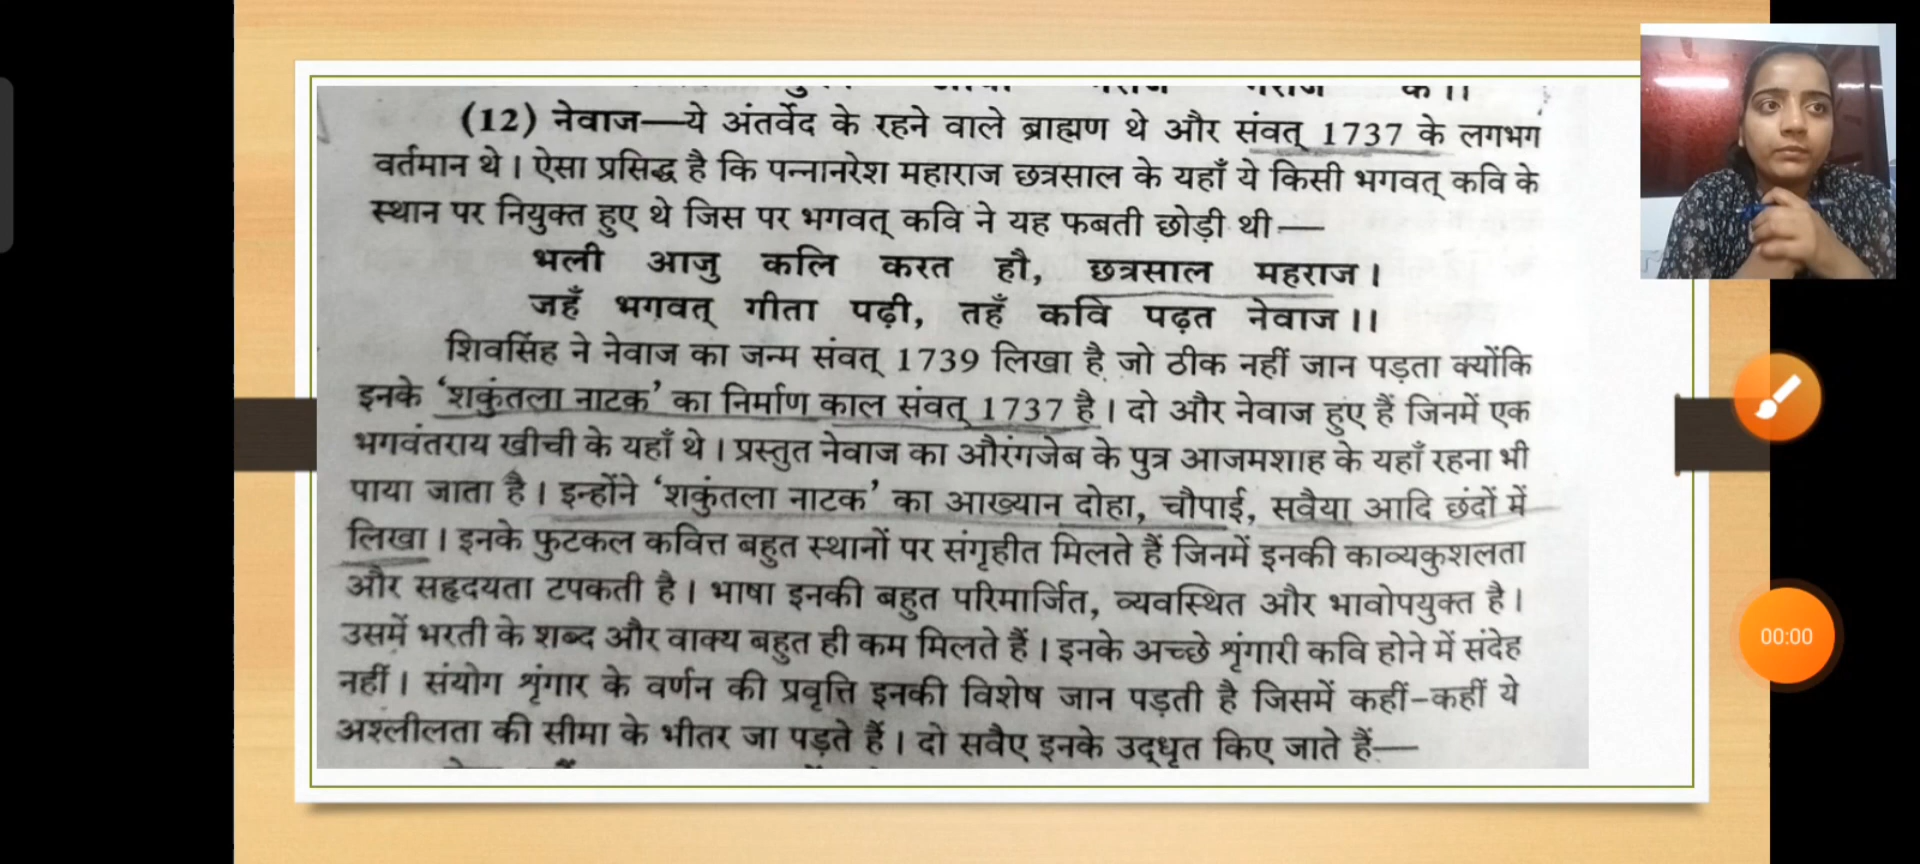 (12) नेवाज—ये अंतर्वेद के रहने वाले ब्राह्मण थे और संवत् 1737 के लगभग
वर्तमान थे। ऐसा प्रसिद्ध है कि पन्नानरेश महाराज छत्रसाल के यहाँ ये किसी भगवत् कवि के
स्थान पर नियुक्त हुए थे जिस पर भगवत् कवि ने यह फबती छोड़ी थी—
भली आजु कलि करत हौ, छत्रसाल महराज।
जहँ भगवत् गीता पढ़ी, तहँ कवि पढ़त नेवाज।।
शिवसिंह ने नेवाज का जन्म संवत् 1739 लिखा है जो ठीक नहीं जान पड़ता क्योंकि
इनके ‘शकुंतला नाटक’ का निर्माण काल संवत् 1737 है। दो और नेवाज हुए हैं जिनमें एक
भगवंतराय खीची के यहाँ थे। प्रस्तुत नेवाज का औरंगजेब के पुत्र आजमशाह के यहाँ रहना भी
पाया जाता है। इन्होंने ‘शकुंतला नाटक’ का आख्यान दोहा, चौपाई, सवैया आदि छंदों में
लिखा। इनके फुटकल कवित्त बहुत स्थानों पर संगृहीत मिलते हैं जिनमें इनकी काव्यकुशलता
और सहृदयता टपकती है। भाषा इनकी बहुत परिमार्जित, व्यवस्थित और भावोपयुक्त है।
उसमें भरती के शब्द और वाक्य बहुत ही कम मिलते हैं। इनके अच्छे शृंगारी कवि होने में संदेह
नहीं। संयोग शृंगार के वर्णन की प्रवृत्ति इनकी विशेष जान पड़ती है जिसमें कहीं-कहीं ये
अश्लीलता की सीमा के भीतर जा पड़ते हैं। दो सवैए इनके उद्धृत किए जाते हैं—
00:00